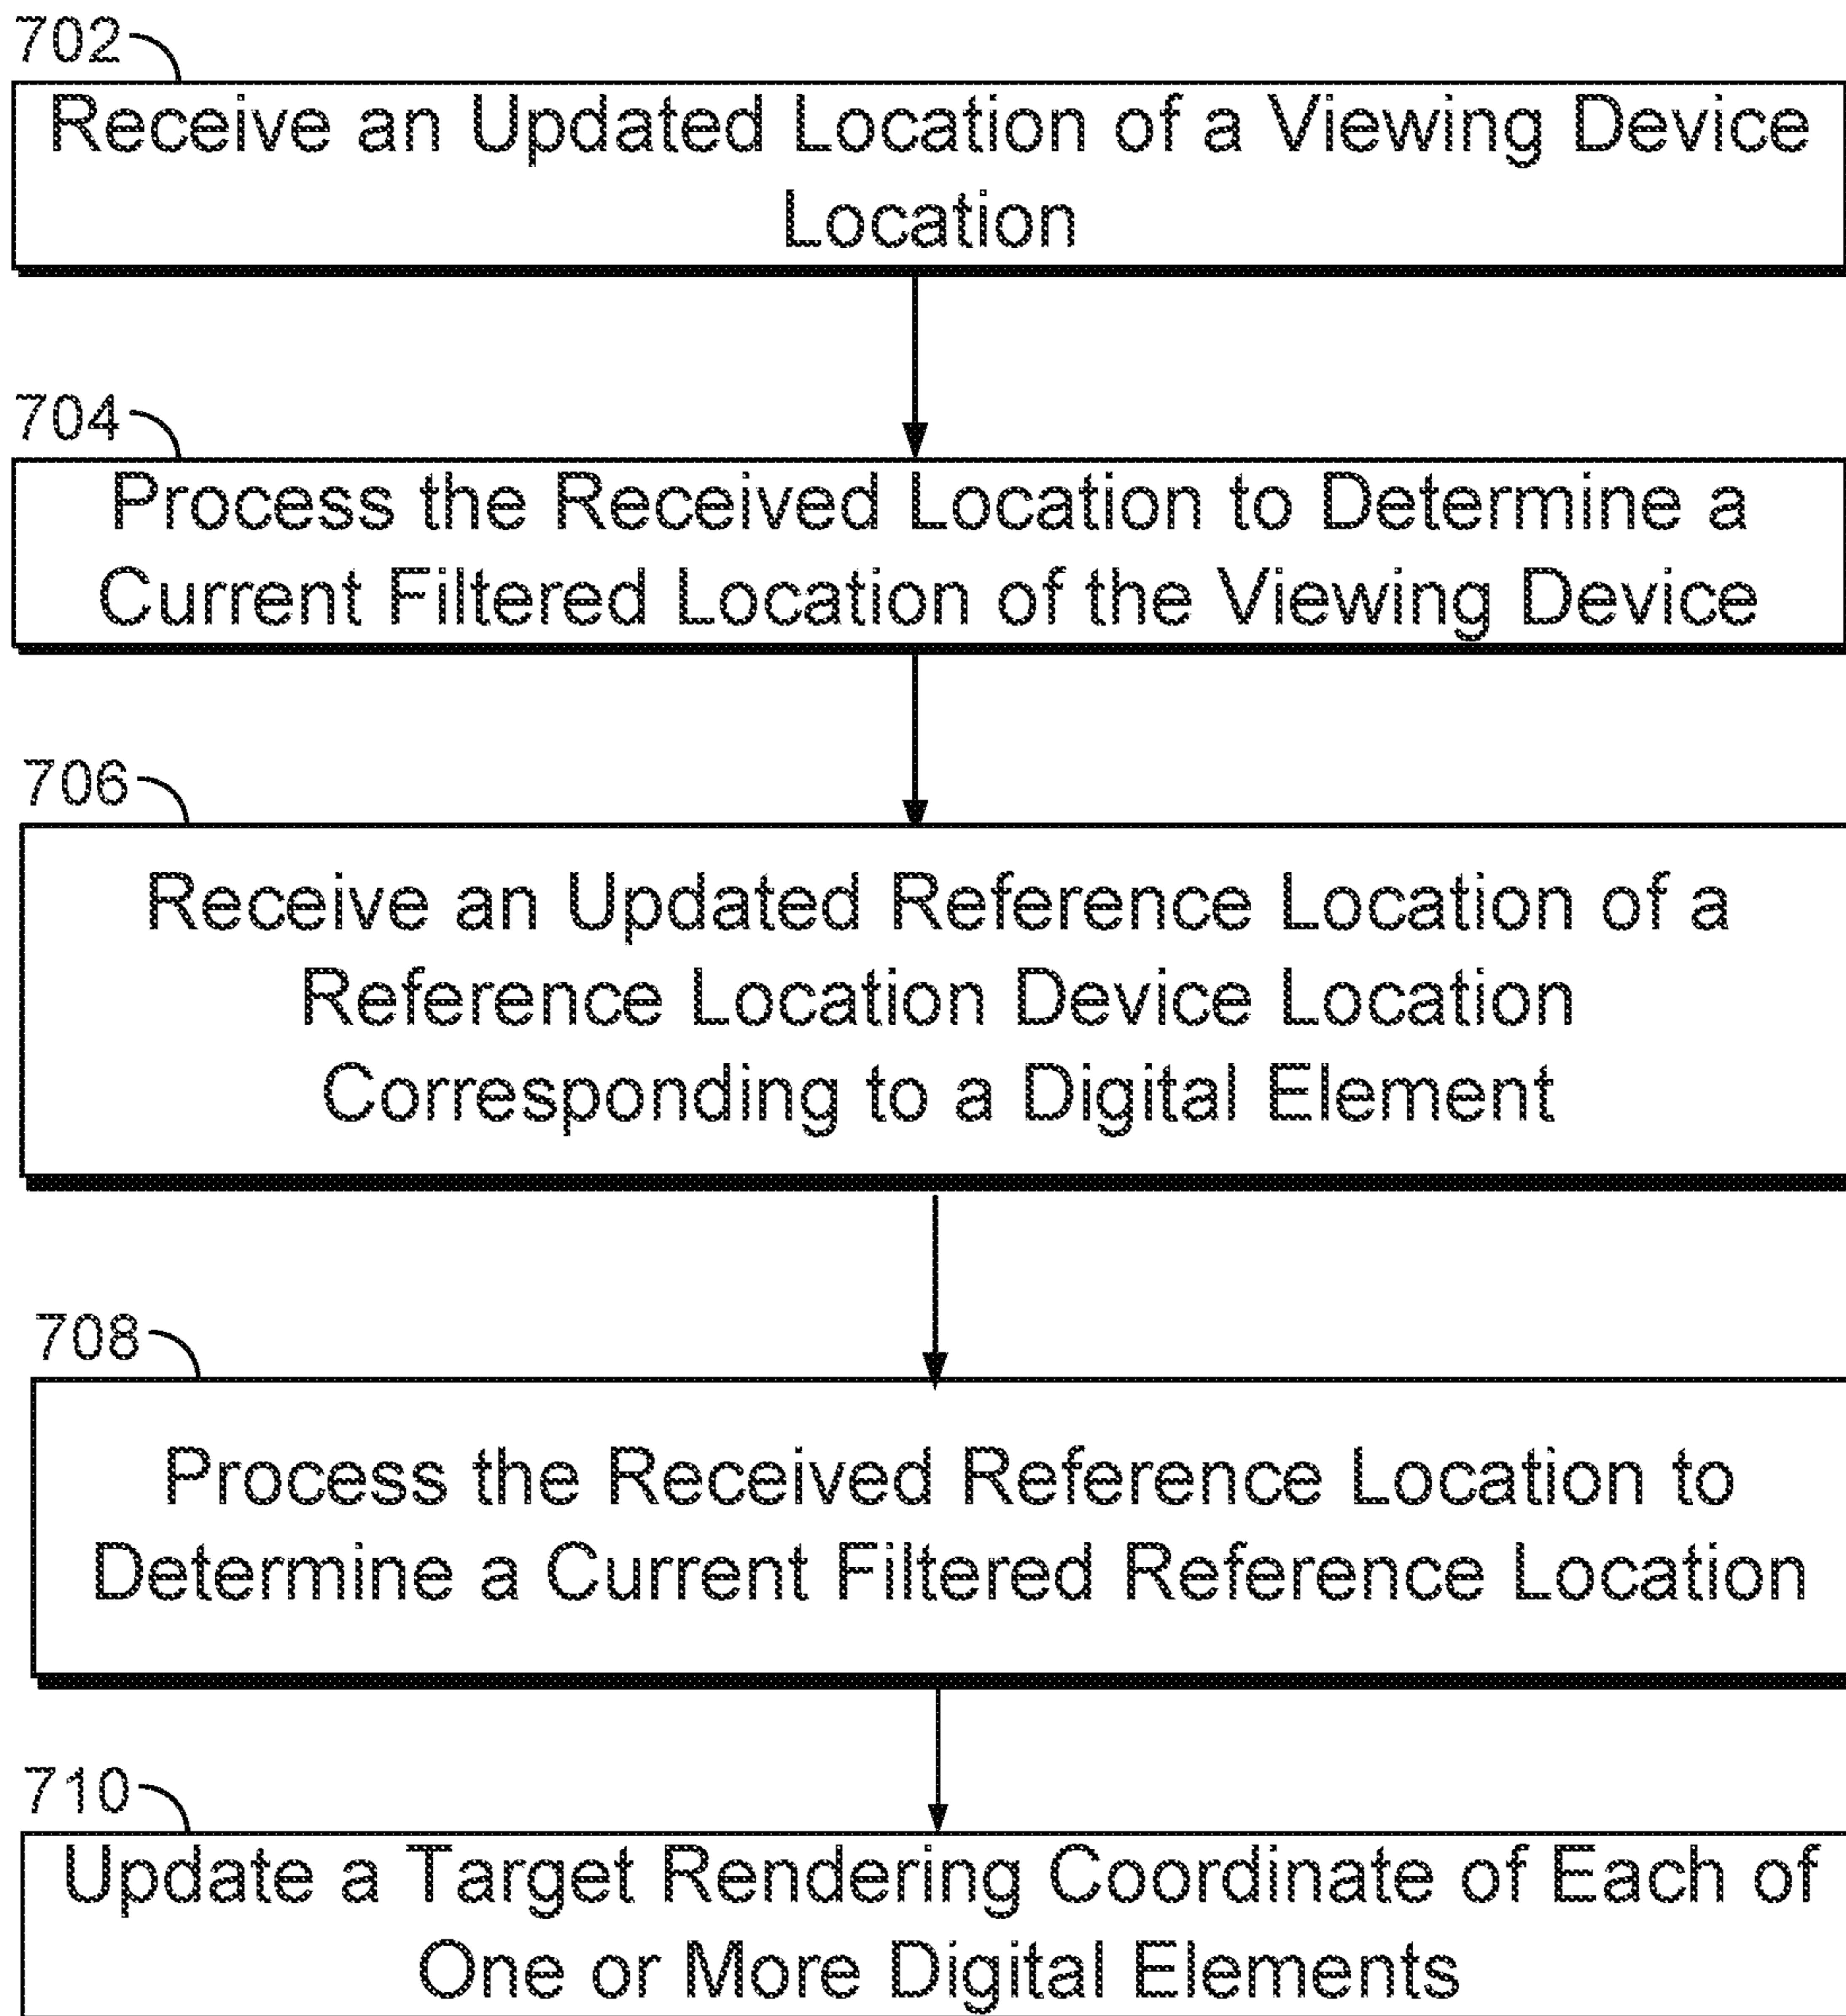 702
Receive an Updated Location of a Viewing Device
Location
704
Process the Received Location to Determine a
Current Filtered Location of the Viewing Device
706
Receive an Updated Reference Location of a
Reference Location Device Location
Corresponding to a Digital Element
708
Process the Received Reference Location to
Determine a Current Filtered Reference Location
710
Update a Target Rendering Coordinate of Each of
One or More Digital Elements